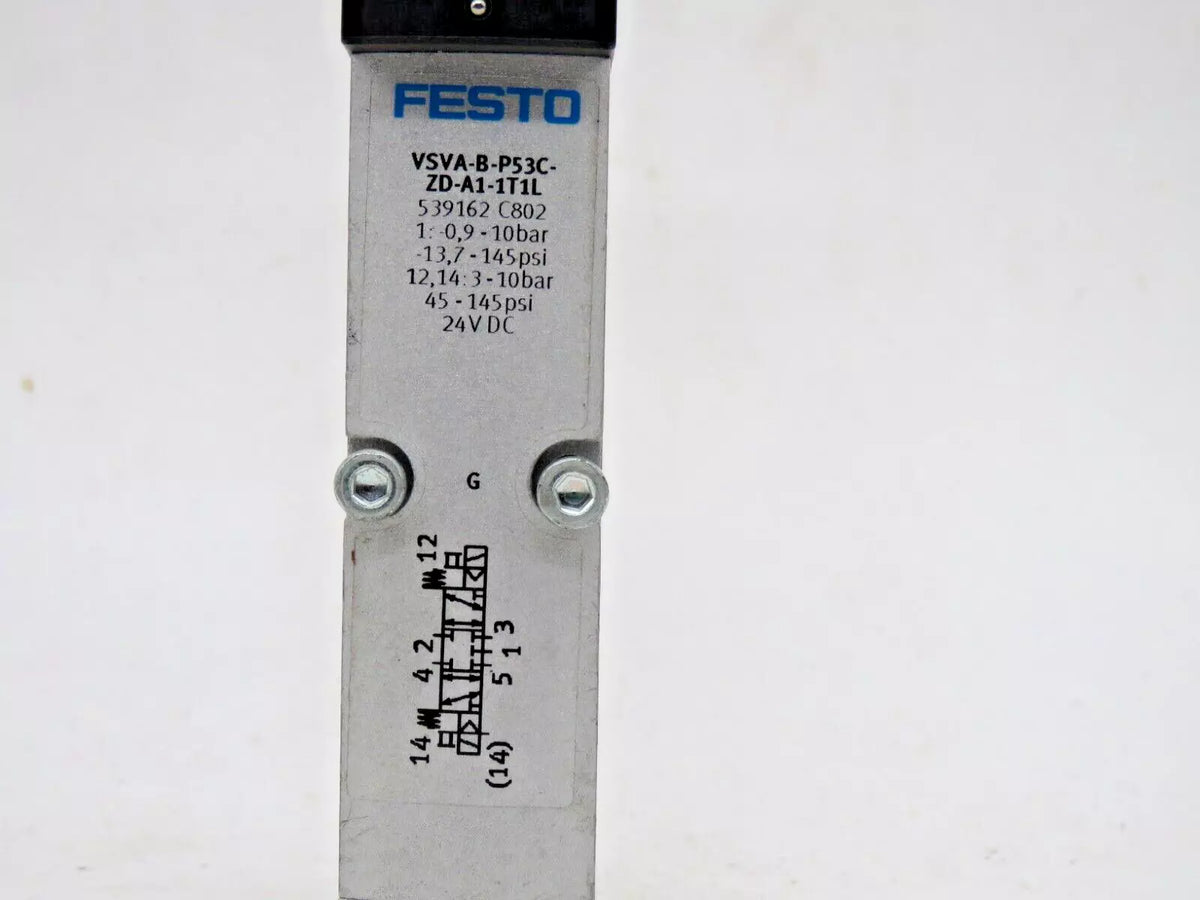 FESTO
VSVA-B-P53C-
ZD-A1-1T1L
539162 C802
1: -0,9 - 10bar
-13,7 - 145psi
12,14: 3 - 10bar
45 - 145psi
24V DC
G
12
3
2
1
4
5
14
(14)